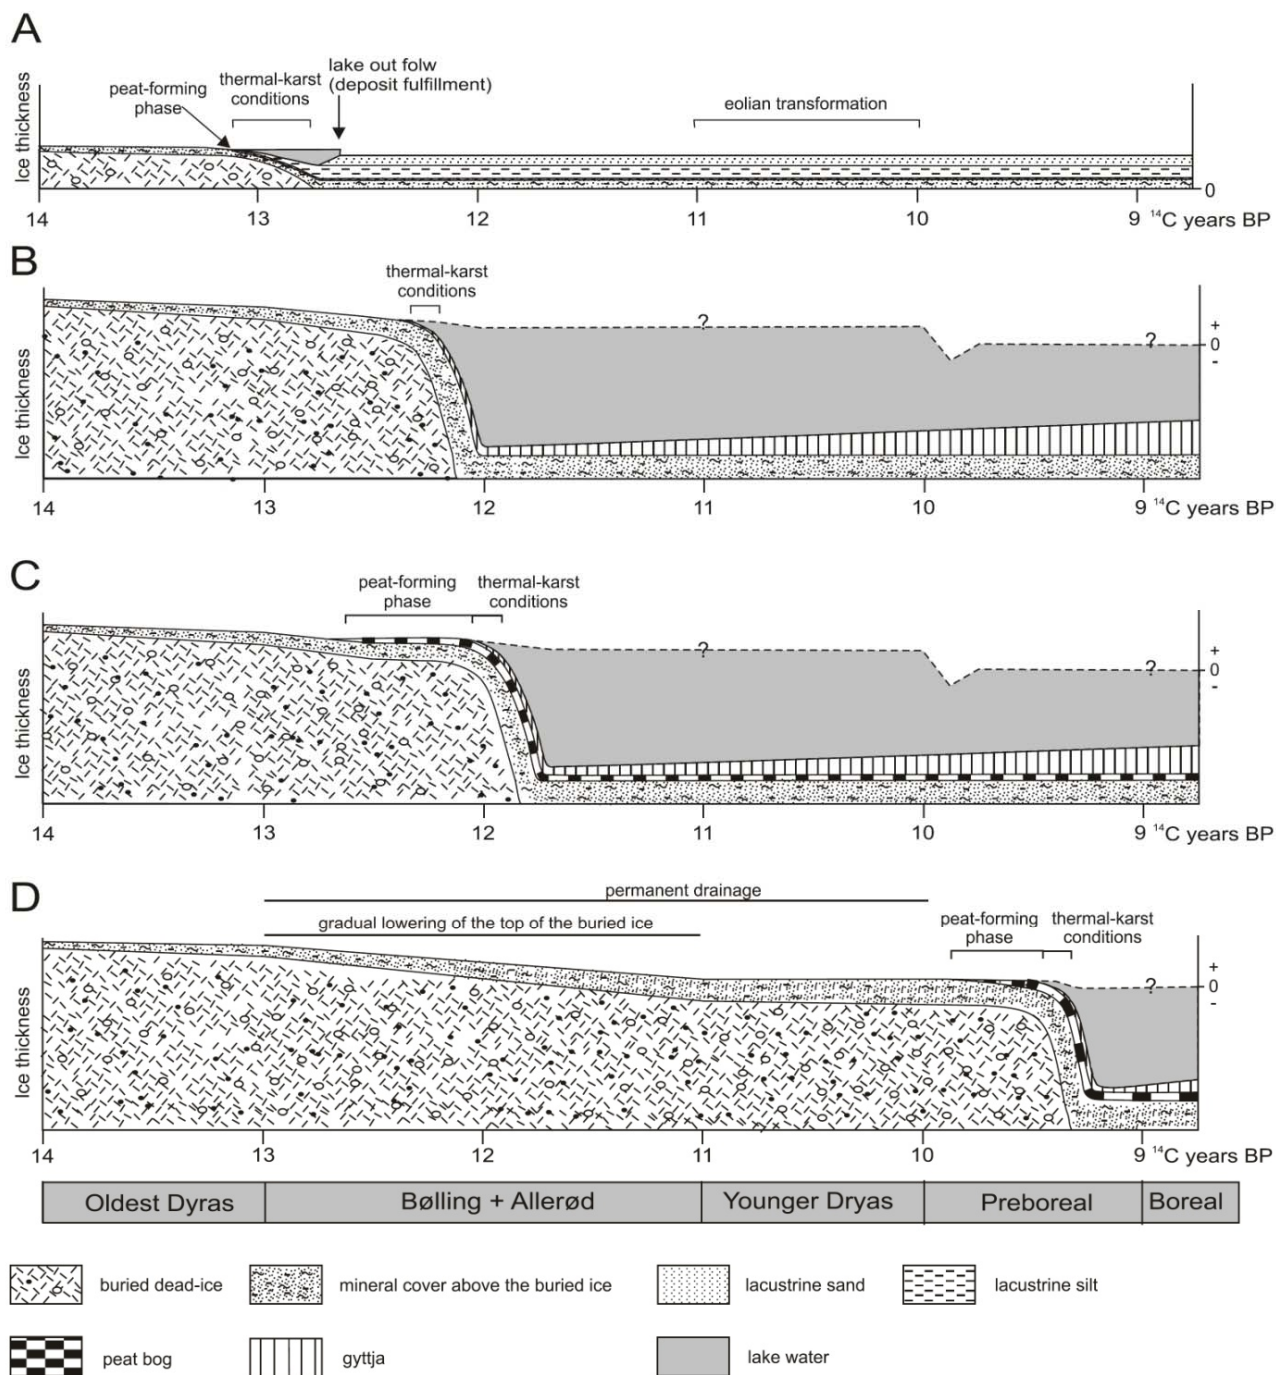 A
lake out folw
(deposit fulfillment)
thermal-karst
conditions
peat-forming
phase
eolian transformation
Ice thickness
0
14 13 12 11 10 9 ¹⁴C years BP
B
thermal-karst
conditions
? ?
+
0
-
Ice thickness
14 13 12 11 10 9 ¹⁴C years BP
C
peat-forming
phase
thermal-karst
conditions
? ?
+
0
-
Ice thickness
14 13 12 11 10 9 ¹⁴C years BP
D
permanent drainage
gradual lowering of the top of the buried ice
peat-forming
phase
thermal-karst
conditions
?
+
0
-
Ice thickness
14 13 12 11 10 9 ¹⁴C years BP
Oldest Dyras Bølling + Allerød Younger Dryas Preboreal Boreal
buried dead-ice mineral cover above the buried ice lacustrine sand lacustrine silt
peat bog gyttja lake water